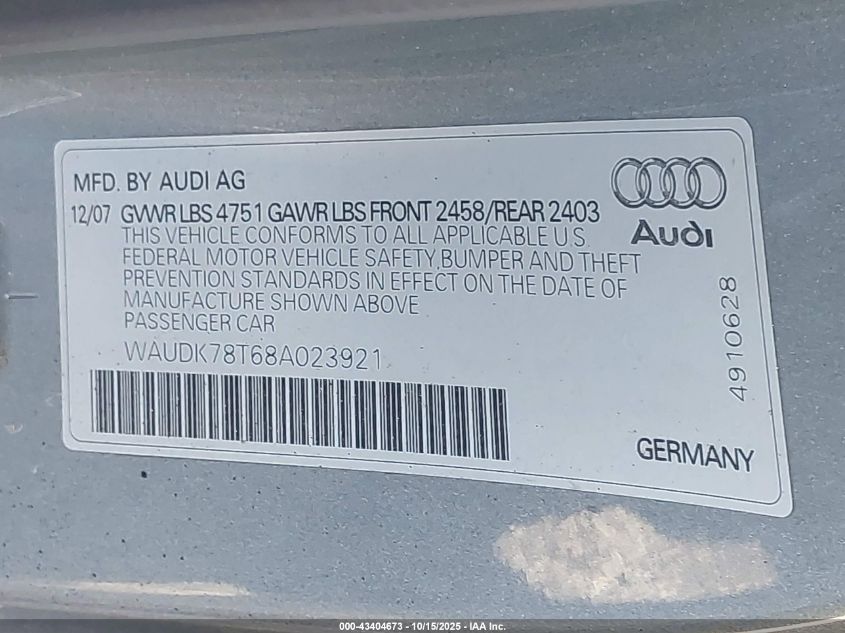 MFD. BY AUDI AG
12/07 GVWR LBS 4751 GAWR LBS FRONT 2458/REAR 2403
THIS VEHICLE CONFORMS TO ALL APPLICABLE U.S.
FEDERAL MOTOR VEHICLE SAFETY,BUMPER AND THEFT
PREVENTION STANDARDS IN EFFECT ON THE DATE OF
MANUFACTURE SHOWN ABOVE
PASSENGER CAR
WAUDK78T68A023921
Audi
4910628
GERMANY
000-43404673 - 10/15/2025 - IAA Inc.